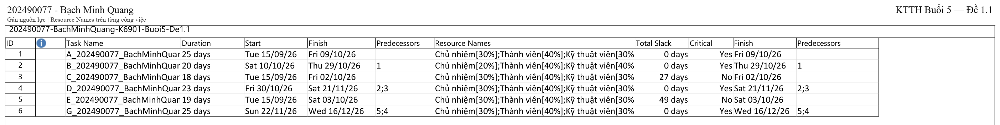 202490077 - Bạch Minh Quang KTTH Buổi 5 — Đề 1.1
Gán nguồn lực | Resource Names trên từng công việc
202490077-BachMinhQuang-K6901-Buoi5-De1.1
ID Task Name Duration Start Finish Predecessors Resource Names Total Slack Critical Finish Predecessors
1 A_202490077_BachMinhQuar 25 days Tue 15/09/26 Fri 09/10/26 Chủ nhiệm[30%];Thành viên[40%];Kỹ thuật viên[30% 0 days Yes Fri 09/10/26
2 B_202490077_BachMinhQuar 20 days Sat 10/10/26 Thu 29/10/26 1 Chủ nhiệm[20%];Thành viên[40%];Kỹ thuật viên[40% 0 days Yes Thu 29/10/26 1
3 C_202490077_BachMinhQuar 18 days Tue 15/09/26 Fri 02/10/26 Chủ nhiệm[30%];Thành viên[40%];Kỹ thuật viên[30% 27 days No Fri 02/10/26
4 D_202490077_BachMinhQuar 23 days Fri 30/10/26 Sat 21/11/26 2;3 Chủ nhiệm[30%];Thành viên[40%];Kỹ thuật viên[30% 0 days Yes Sat 21/11/26 2;3
5 E_202490077_BachMinhQuan 19 days Tue 15/09/26 Sat 03/10/26 Chủ nhiệm[30%];Thành viên[40%];Kỹ thuật viên[30% 49 days No Sat 03/10/26
6 G_202490077_BachMinhQuar 25 days Sun 22/11/26 Wed 16/12/26 5;4 Chủ nhiệm[30%];Thành viên[40%];Kỹ thuật viên[30% 0 days Yes Wed 16/12/26 5;4